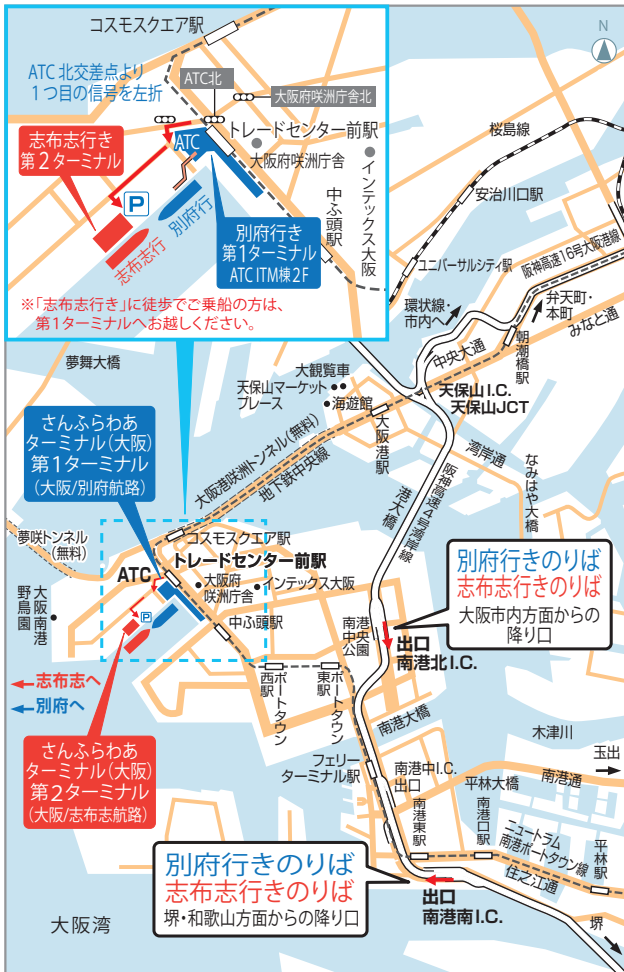 コスモスクエア駅
ATC北交差点より
1つ目の信号を左折
ATC北
大阪府咲洲庁舎北
志布志行き
第2ターミナル
ATC
トレードセンター前駅
大阪府咲洲庁舎
インテックス大阪
中ふ頭駅
P
別府行
志布志行
別府行き
第1ターミナル
ATC ITM棟2F
※「志布志行き」に徒歩でご乗船の方は、
第1ターミナルへお越しください。
N
桜島線
安治川口駅
ユニバーサルシティ駅
阪神高速16号大阪港線
環状線・
市内へ
弁天町・
本町
みなと通
朝潮橋駅
中央大通
夢舞大橋
大観覧車
天保山マーケット
プレース
海遊館
天保山I.C.
天保山JCT
大阪港駅
さんふらわあ
ターミナル(大阪)
第1ターミナル
(大阪/別府航路)
大阪港咲洲トンネル(無料)
地下鉄中央線
港大橋
阪神高速4号湾岸線
湾岸通
なみはや大橋
夢咲トンネル
(無料)
コスモスクエア駅
トレードセンター前駅
ATC
大阪府
咲洲庁舎
インテックス大阪
大阪南港
野鳥園
P
中ふ頭駅
南港
中央
公園
別府行きのりば
志布志行きのりば
大阪市内方面からの
降り口
出口
南港北I.C.
志布志へ
別府へ
ポートタウン
西駅
ポートタウン
東駅
南港大橋
木津川
さんふらわあ
ターミナル(大阪)
第2ターミナル
(大阪/志布志航路)
フェリー
ターミナル駅
南港中I.C.
出口
平林大橋
南港通
玉出
南港東駅
南港口駅
ニュートラム
南港ポートタウン線
平林駅
住之江通
別府行きのりば
志布志行きのりば
堺・和歌山方面からの降り口
出口
南港南I.C.
堺
大阪湾